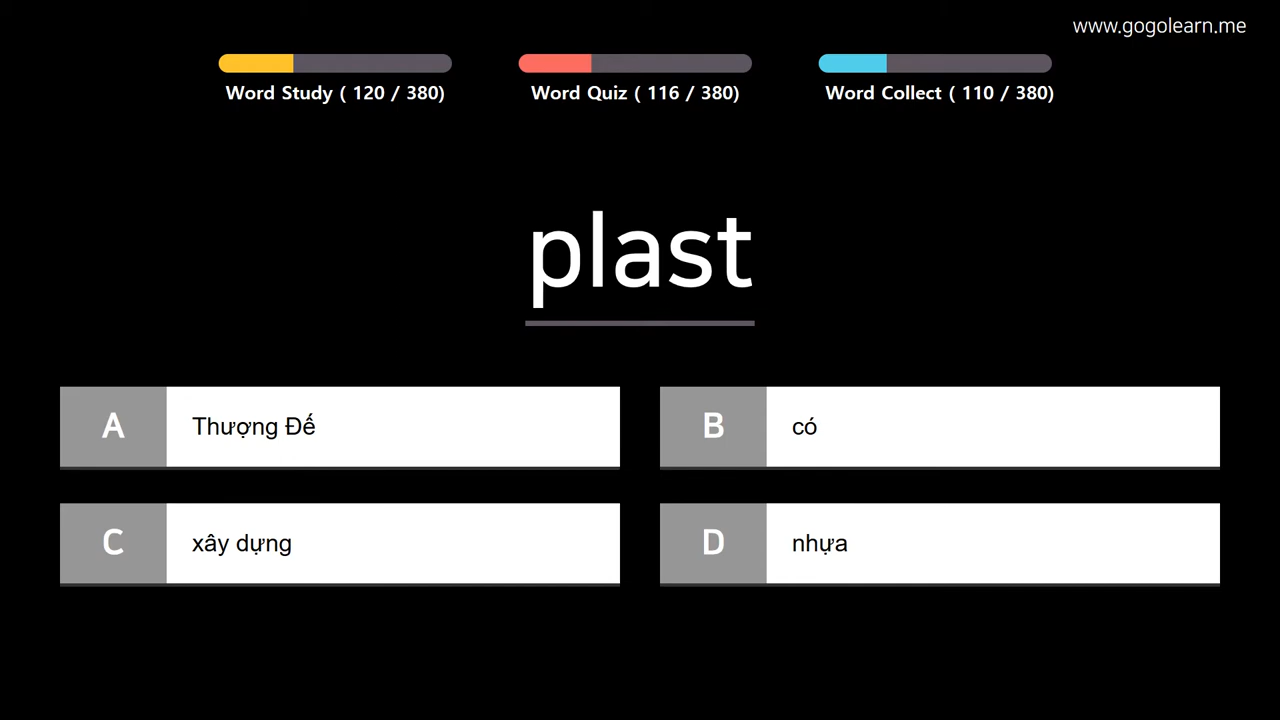 www.gogolearn.me
Word Study ( 120 / 380)
Word Quiz ( 116 / 380)
Word Collect ( 110 / 380)
plast
A
Thượng Đế
B
có
C
xây dựng
D
nhựa